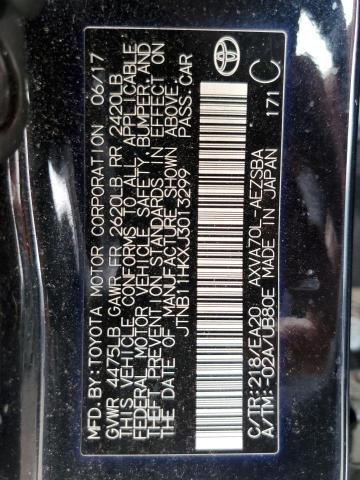 MFD.BY:TOYOTA MOTOR CORPORATION 06/17
GVWR 4475LB GAWR FR 2620LB RR 2420LB
THIS VEHICLE CONFORMS TO ALL APPLICABLE
FEDERAL MOTOR VEHICLE SAFETY, BUMPER, AND
THEFT PREVENTION STANDARDS IN EFFECT ON
THE DATE OF MANUFACTURE SHOWN ABOVE.
JTNB11HKXJ3013299 PASS.CAR
C/TR:218/EA20 AXVA70L-AEZSBA
A/TM:-02A/UB80E MADE IN JAPAN
171 C
TOYOTA